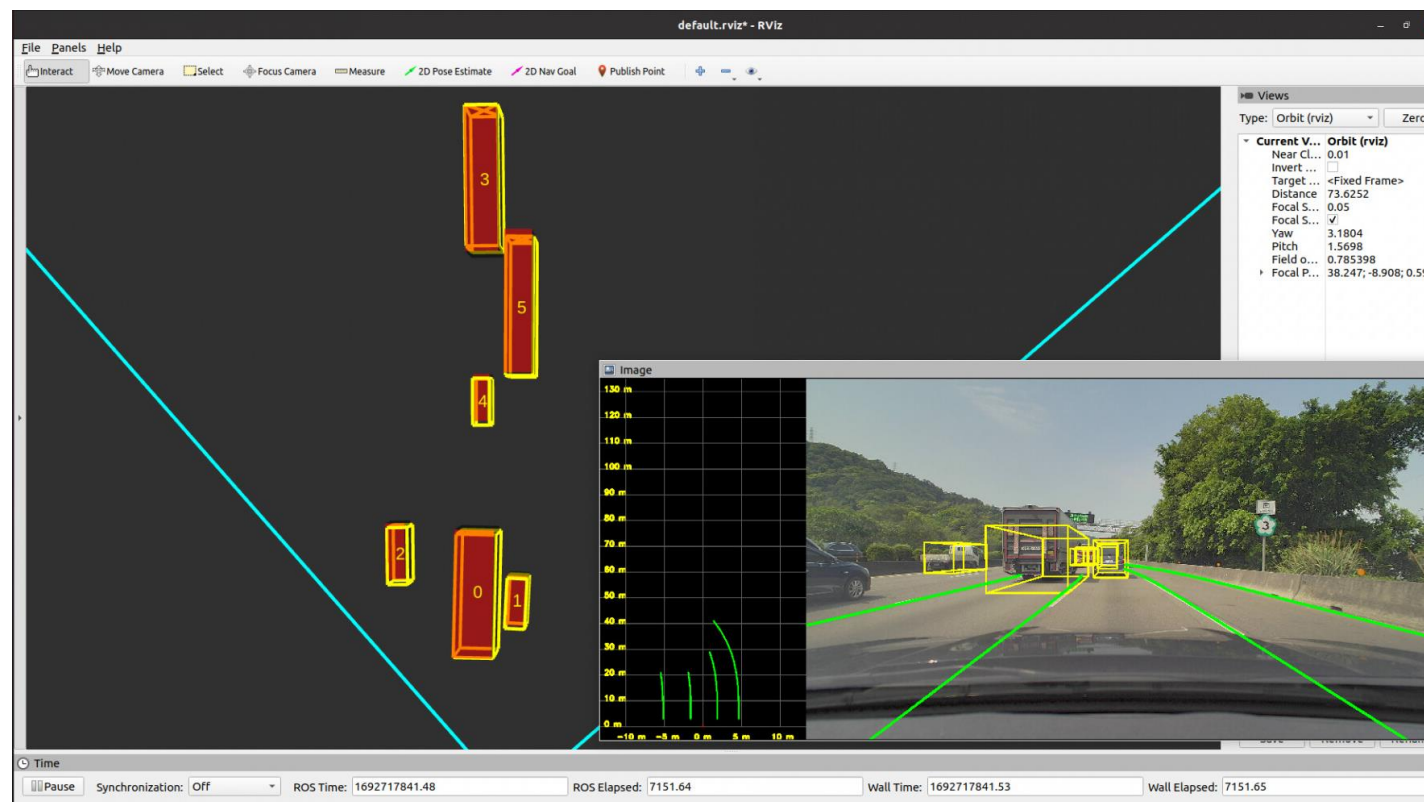 default.rviz* - RViz
File Panels Help
Interact Move Camera Select Focus Camera Measure 2D Pose Estimate 2D Nav Goal Publish Point
Views
Type: Orbit (rviz) Zero
Current V... Orbit (rviz)
Near Cl... 0.01
Invert ...
Target ... <Fixed Frame>
Distance 73.6252
Focal S... 0.05
Focal S...
Yaw 3.1804
Pitch 1.5698
Field o... 0.785398
Focal P... 38.247; -8.908; 0.59
3
5
4
2
0
1
Image
130 m
120 m
110 m
100 m
90 m
80 m
70 m
60 m
50 m
40 m
30 m
20 m
10 m
0 m
-10 m -5 m 0 m 5 m 10 m
3
Time
Pause Synchronization: Off ROS Time: 1692717841.48 ROS Elapsed: 7151.64 Wall Time: 1692717841.53 Wall Elapsed: 7151.65